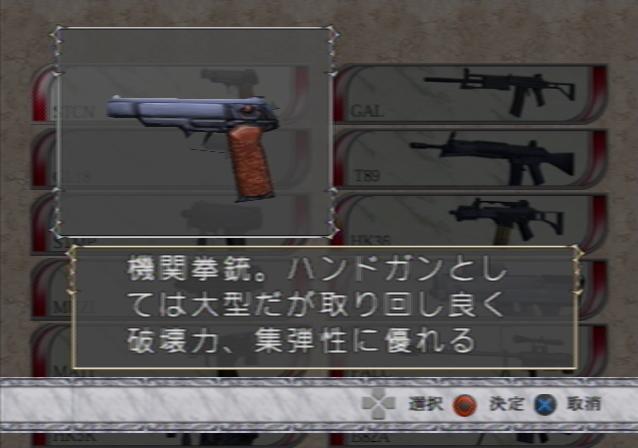 STCN
GAL
T89
HK36
機関拳銃。ハンドガンとし
ては大型だが取り回し良く
破壊力、集弾性に優れる
選択 決定 取消